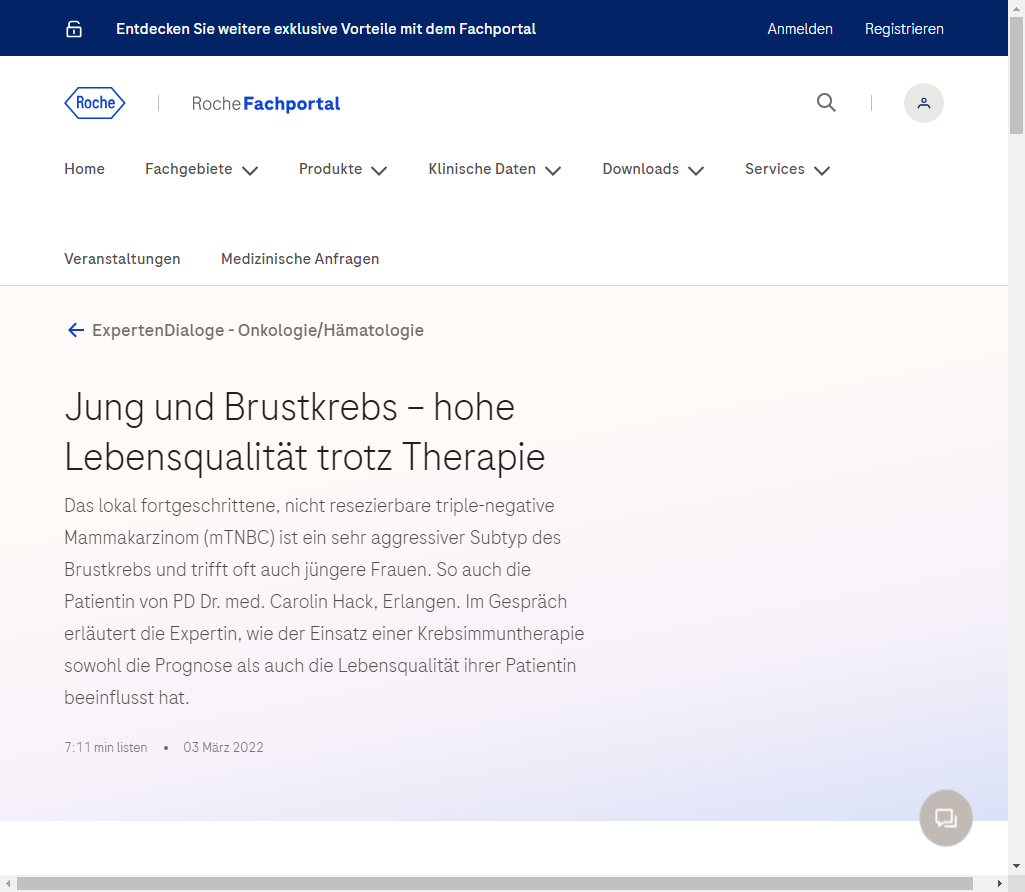 Entdecken Sie weitere exklusive Vorteile mit dem Fachportal
Anmelden
Registrieren
Roche
Roche Fachportal
Home
Fachgebiete
Produkte
Klinische Daten
Downloads
Services
Veranstaltungen
Medizinische Anfragen
ExpertenDialoge - Onkologie/Hämatologie
Jung und Brustkrebs – hohe
Lebensqualität trotz Therapie
Das lokal fortgeschrittene, nicht resezierbare triple-negative
Mammakarzinom (mTNBC) ist ein sehr aggressiver Subtyp des
Brustkrebs und trifft oft auch jüngere Frauen. So auch die
Patientin von PD Dr. med. Carolin Hack, Erlangen. Im Gespräch
erläutert die Expertin, wie der Einsatz einer Krebsimmuntherapie
sowohl die Prognose als auch die Lebensqualität ihrer Patientin
beeinflusst hat.
7:11 min listen • 03 März 2022